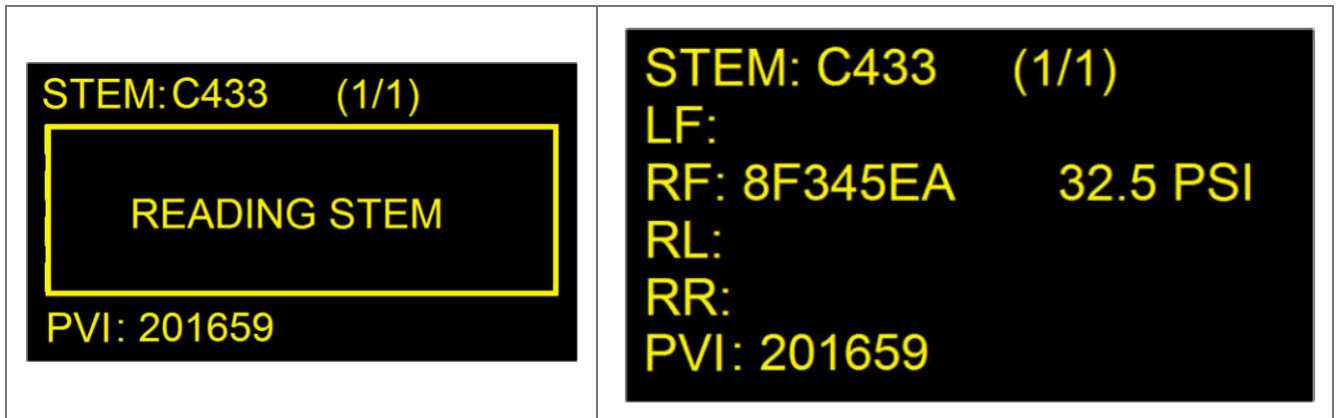 STEM: C433 (1/1)
READING STEM
PVI: 201659
STEM: C433 (1/1)
LF:
RF: 8F345EA 32.5 PSI
RL:
RR:
PVI: 201659